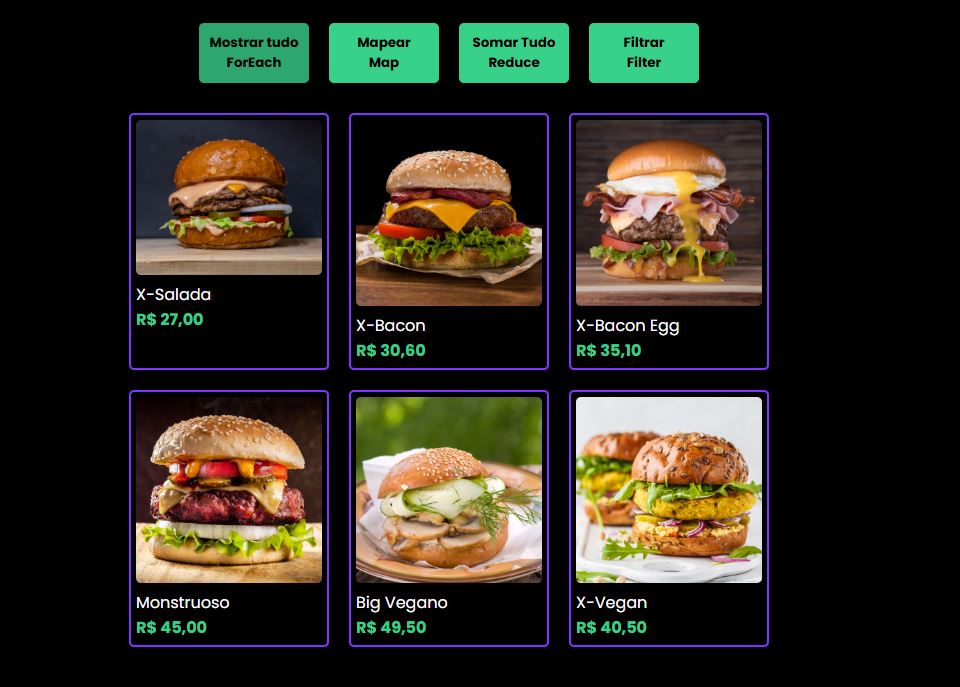 Mostrar tudo
ForEach
Mapear
Map
Somar Tudo
Reduce
Filtrar
Filter
X-Salada
R$ 27,00
X-Bacon
R$ 30,60
X-Bacon Egg
R$ 35,10
Monstruoso
R$ 45,00
Big Vegano
R$ 49,50
X-Vegan
R$ 40,50